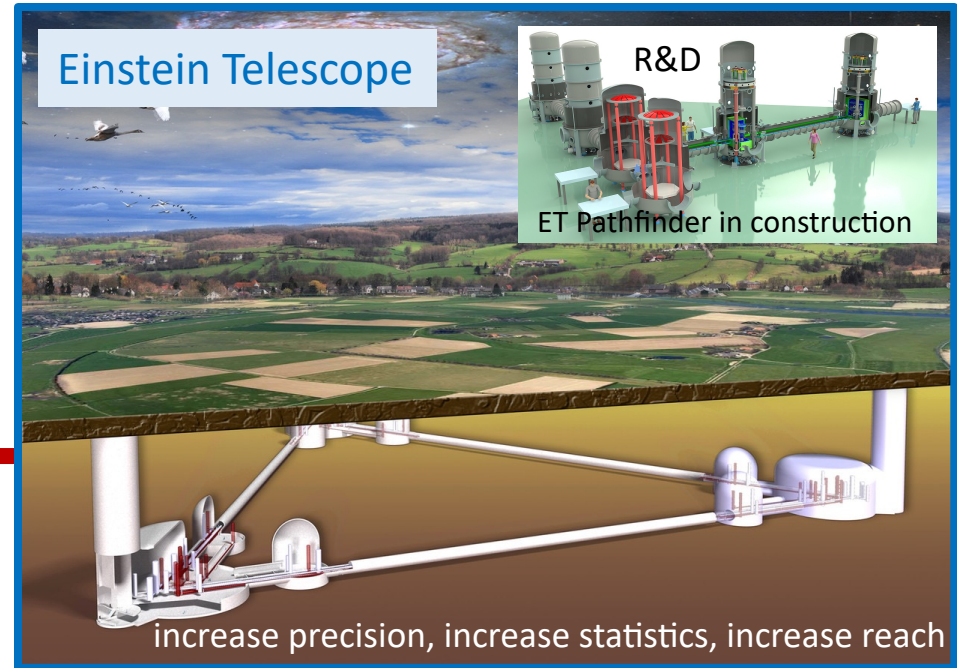 Einstein Telescope
R&D
ET Pathfinder in construction
increase precision, increase statistics, increase reach